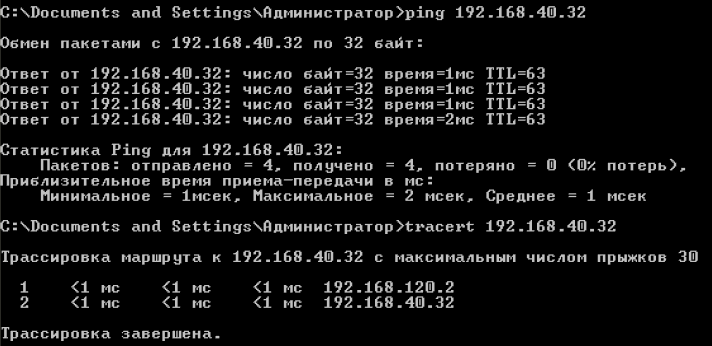 C:\Documents and Settings\Администратор>ping 192.168.40.32
Обмен пакетами с 192.168.40.32 по 32 байт:
Ответ от 192.168.40.32: число байт=32 время=1мс TTL=63
Ответ от 192.168.40.32: число байт=32 время=1мс TTL=63
Ответ от 192.168.40.32: число байт=32 время=1мс TTL=63
Ответ от 192.168.40.32: число байт=32 время=2мс TTL=63
Статистика Ping для 192.168.40.32:
Пакетов: отправлено = 4, получено = 4, потеряно = 0 (0% потерь),
Приблизительное время приема-передачи в мс:
Минимальное = 1мсек, Максимальное = 2 мсек, Среднее = 1 мсек
C:\Documents and Settings\Администратор>tracert 192.168.40.32
Трассировка маршрута к 192.168.40.32 с максимальным числом прыжков 30
1 <1 мс <1 мс <1 мс 192.168.120.2
2 <1 мс <1 мс <1 мс 192.168.40.32
Трассировка завершена.